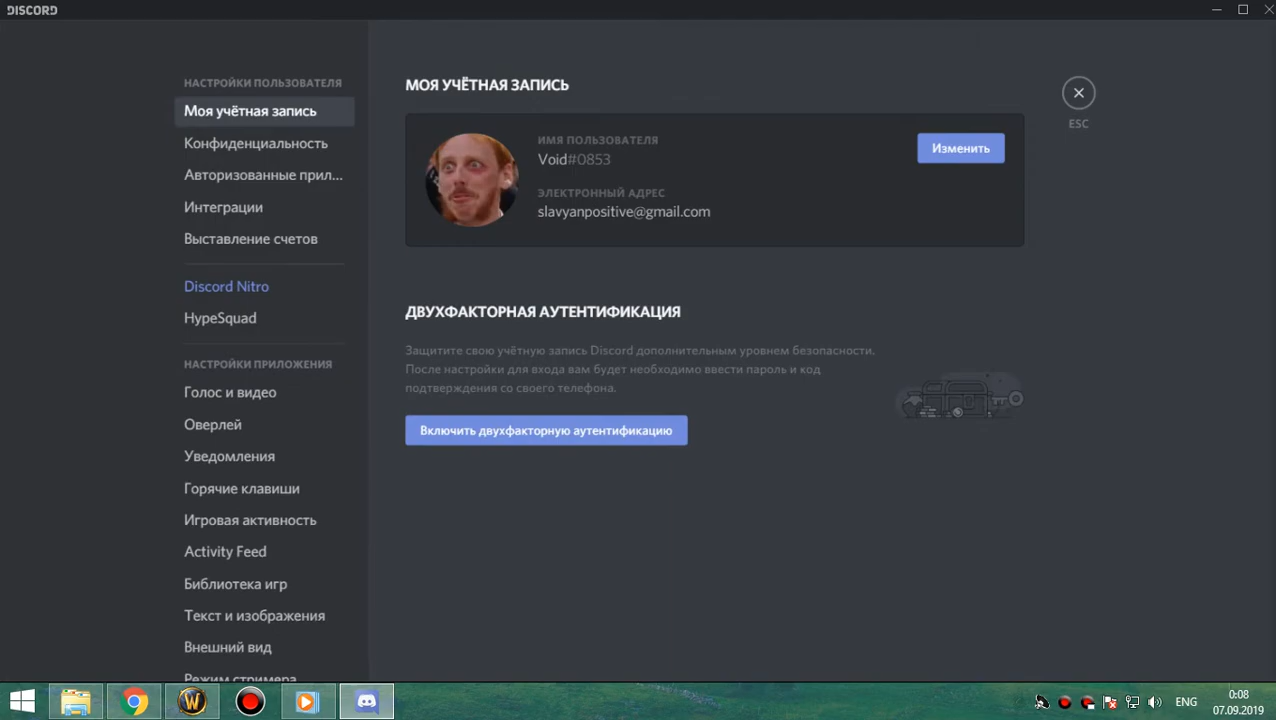 DISCORD
НАСТРОЙКИ ПОЛЬЗОВАТЕЛЯ
Моя учётная запись
Конфиденциальность
Авторизованные прил...
Интеграции
Выставление счетов
Discord Nitro
HypeSquad
НАСТРОЙКИ ПРИЛОЖЕНИЯ
Голос и видео
Оверлей
Уведомления
Горячие клавиши
Игровая активность
Activity Feed
Библиотека игр
Текст и изображения
Внешний вид
Режим стримера
МОЯ УЧЁТНАЯ ЗАПИСЬ
ИМЯ ПОЛЬЗОВАТЕЛЯ
Void#0853
ЭЛЕКТРОННЫЙ АДРЕС
slavyanpositive@gmail.com
Изменить
ESC
ДВУХФАКТОРНАЯ АУТЕНТИФИКАЦИЯ
Защитите свою учётную запись Discord дополнительным уровнем безопасности.
После настройки для входа вам будет необходимо ввести пароль и код
подтверждения со своего телефона.
Включить двухфакторную аутентификацию
ENG
0:08
07.09.2019